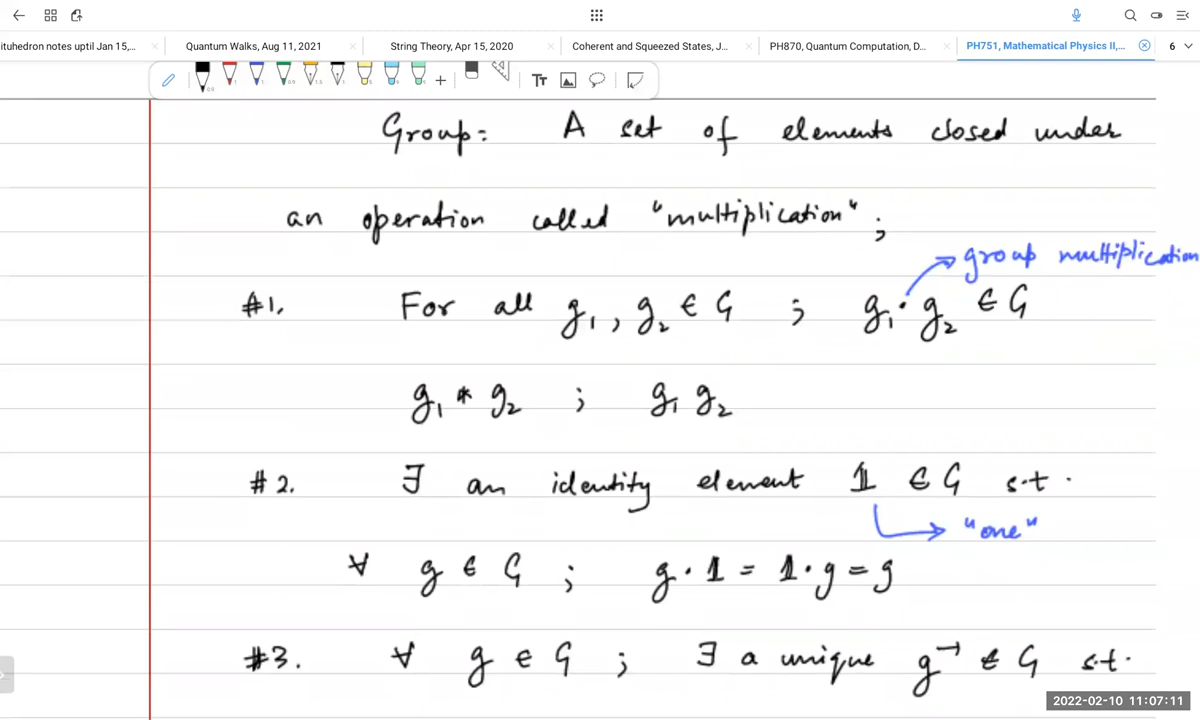 ituhedron notes uptil Jan 15,... Quantum Walks, Aug 11, 2021 String Theory, Apr 15, 2020 Coherent and Squeezed States, J... PH870, Quantum Computation, D... PH751, Mathematical Physics II,... 6
Tт
Group: A set of elements closed under
an operation called "multiplication" ;
group multiplication
#1. For all g₁, g₂ ∈ G ; g₁ · g₂ ∈ G
g₁ * g₂ ; g₁ g₂
#2. ∃ an identity element 𝟙 ∈ G s.t.
"one"
∀ g ∈ G ; g · 𝟙 = 𝟙 · g = g
#3. ∀ g ∈ G ; ∃ a unique g⁻¹ ∈ G s.t.
2022-02-10 11:07:11